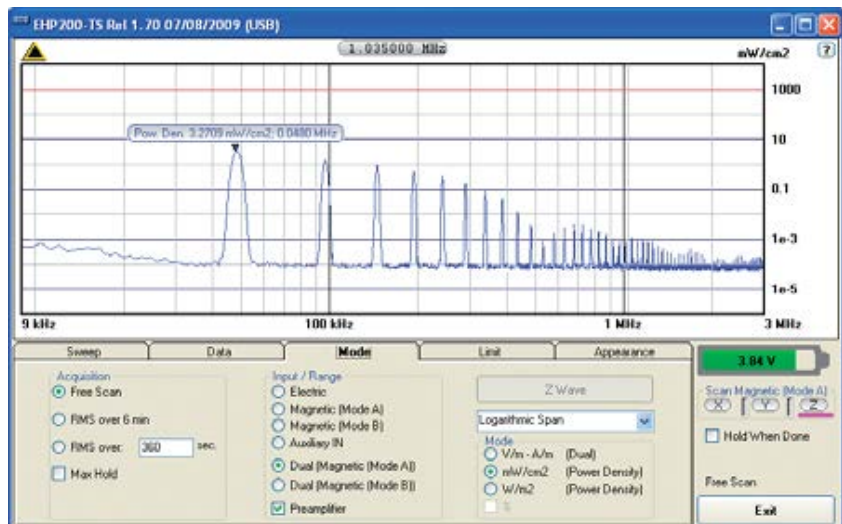 EHP200-TS Rel 1.70 07/08/2009 (USB)
1.035000 MHz
mW/cm2
?
1000
Pow. Den. 3.2709 mW/cm2; 0.0480 MHz
10
0.1
1e-3
1e-5
9 kHz 100 kHz 1 MHz 3 MHz
Sweep Data Mode Limit Appearance
3.84 V
Acquisition
Free Scan
RMS over 6 min
RMS over: 360 sec.
Max Hold
Input / Range
Electric
Magnetic (Mode A)
Magnetic (Mode B)
Auxiliary IN
Dual (Magnetic (Mode A))
Dual (Magnetic (Mode B))
Preamplifier
Z Wave
Logarithmic Span
Mode
V/m - A/m (Dual)
mW/cm2 (Power Density)
W/m2 (Power Density)
%
Scan Magnetic (Mode A)
X Y Z
Hold When Done
Free Scan
Exit